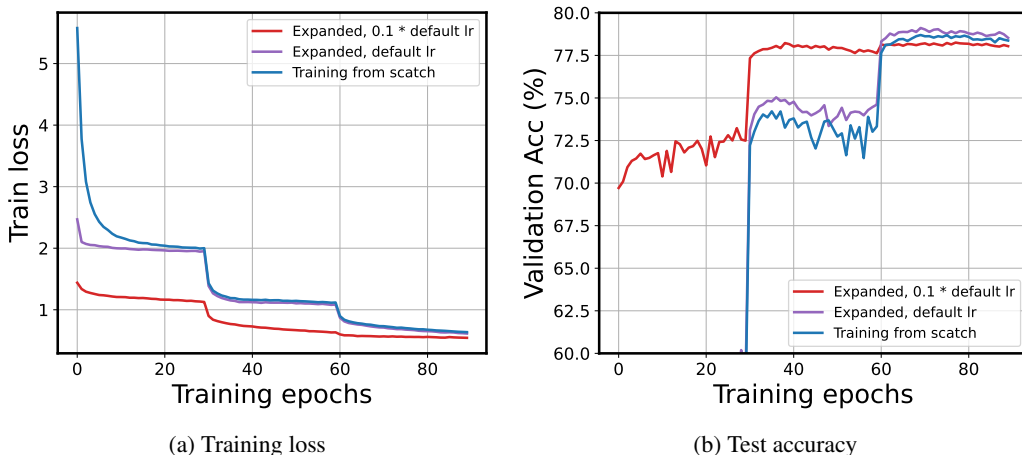 Expanded, 0.1 * default lr
Expanded, default lr
Training from scatch
5
4
3
2
1
0
20
40
60
80
Train loss
Training epochs
(a) Training loss
80.0
77.5
75.0
72.5
70.0
67.5
65.0
62.5
60.0
0
20
40
60
80
Validation Acc (%)
Expanded, 0.1 * default lr
Expanded, default lr
Training from scatch
Training epochs
(b) Test accuracy